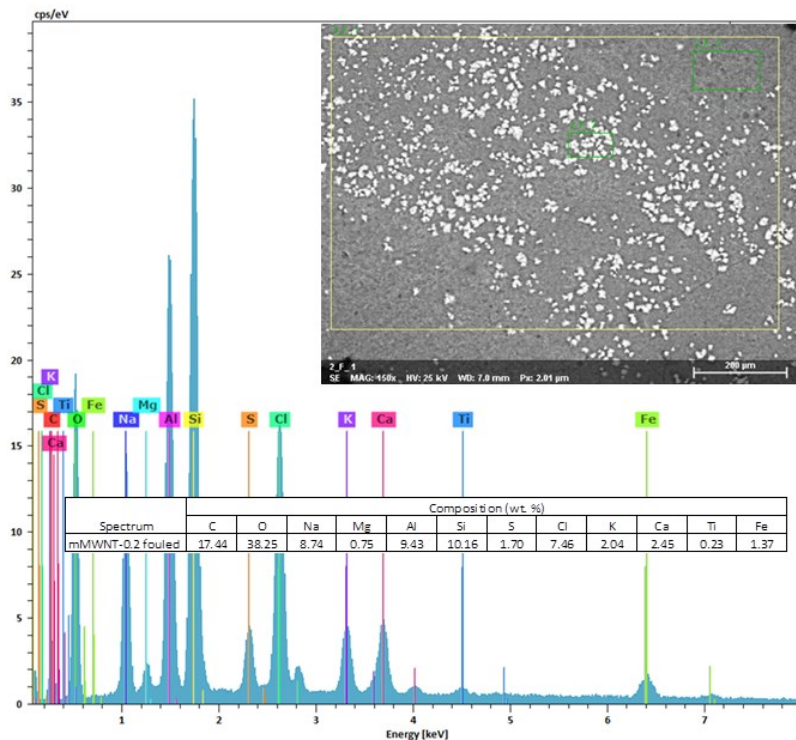 cps/eV
35
30
25
20
15
10
5
0
K
Cl
S Ti Fe
C O Na Mg Al Si S Cl K Ca Ti Fe
Ca
2_F_1
200 µm
SE MAG: 150x HV: 25 kV WD: 7.0 mm Px: 2.01 µm
Composition (wt. %)
Spectrum C O Na Mg Al Si S Cl K Ca Ti Fe
mMWNT-0.2 fouled 17.44 38.25 8.74 0.75 9.43 10.16 1.70 7.46 2.04 2.45 0.23 1.37
1 2 3 4 5 6 7
Energy [keV]